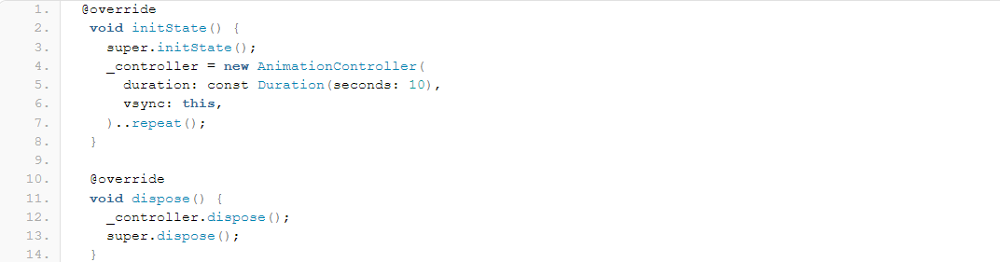 1. @override
2. void initState() {
3. super.initState();
4. _controller = new AnimationController(
5. duration: const Duration(seconds: 10),
6. vsync: this,
7. )..repeat();
8. }
9.
10. @override
11. void dispose() {
12. _controller.dispose();
13. super.dispose();
14. }